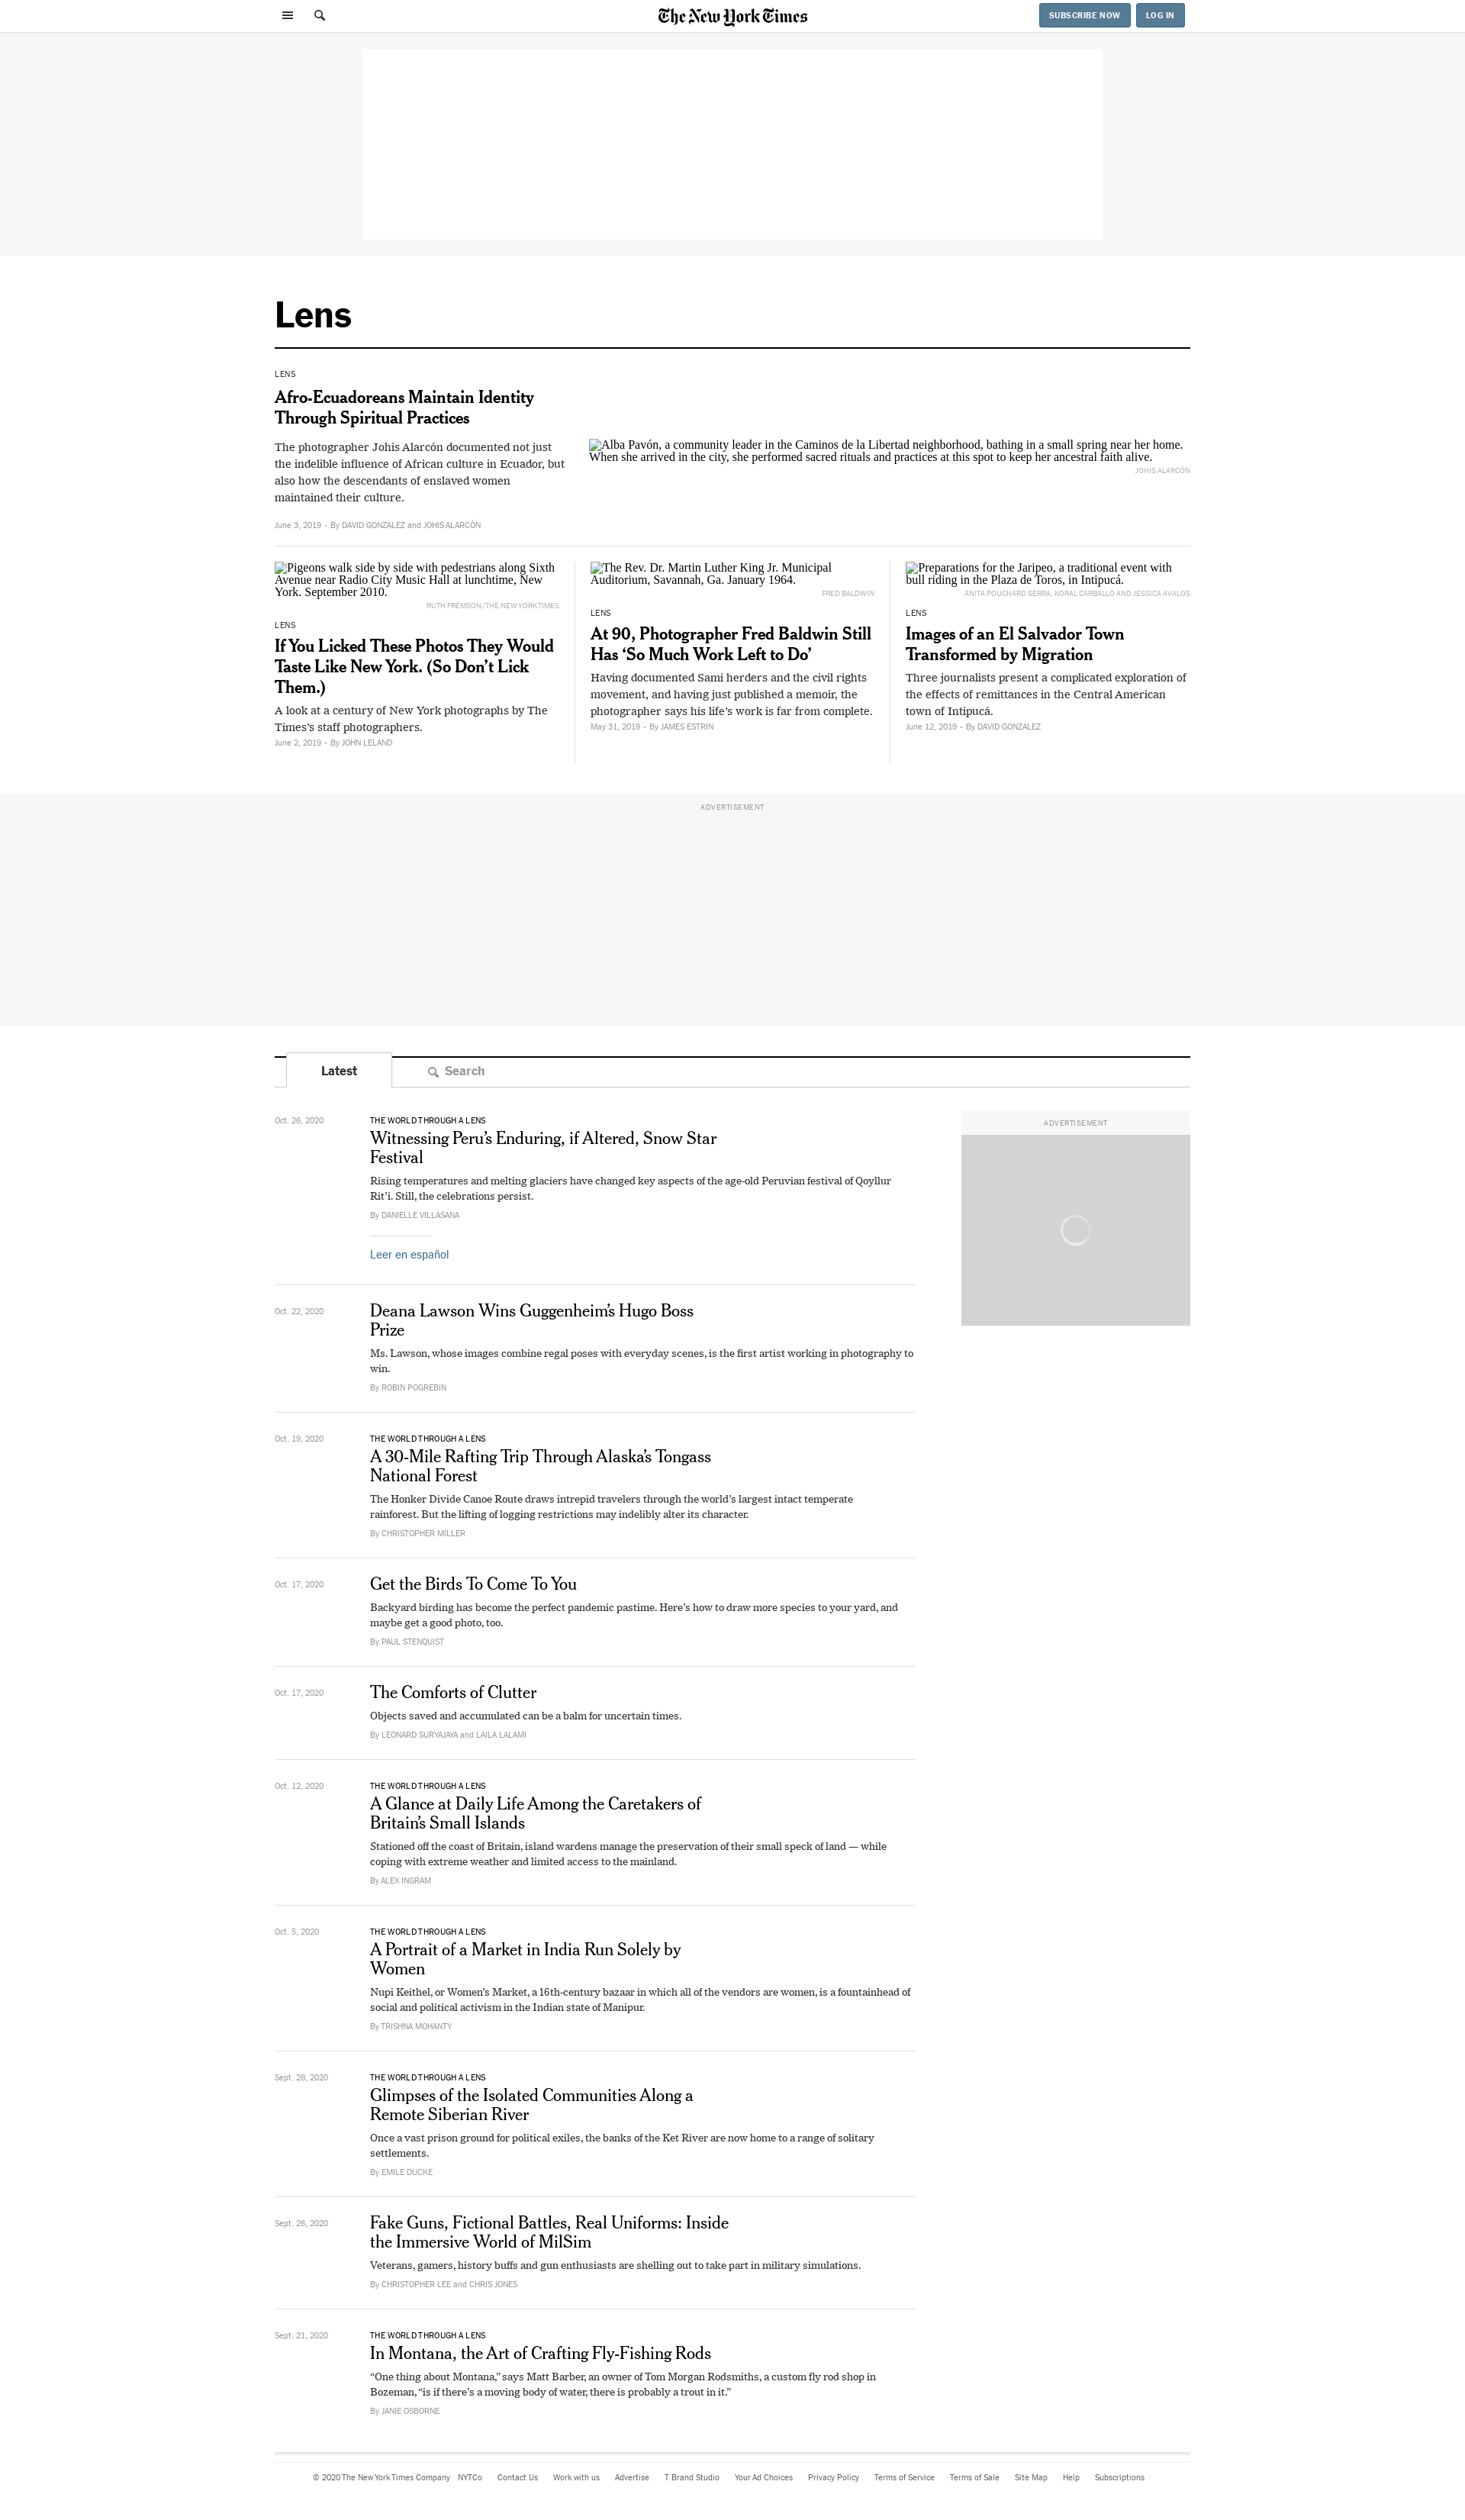 The New York Times
SUBSCRIBE NOW
LOG IN
Lens
LENS
Afro-Ecuadoreans Maintain Identity
Through Spiritual Practices
The photographer Johis Alarcón documented not just
the indelible influence of African culture in Ecuador, but
also how the descendants of enslaved women
maintained their culture.
June 3, 2019 • By DAVID GONZALEZ and JOHIS ALARCÓN
Alba Pavón, a community leader in the Caminos de la Libertad neighborhood, bathing in a small spring near her home.
When she arrived in the city, she performed sacred rituals and practices at this spot to keep her ancestral faith alive.
JOHIS ALARCÓN
Pigeons walk side by side with pedestrians along Sixth
Avenue near Radio City Music Hall at lunchtime, New
York. September 2010.
RUTH FREMSON/THE NEW YORK TIMES
LENS
If You Licked These Photos They Would
Taste Like New York. (So Don’t Lick
Them.)
A look at a century of New York photographs by The
Times’s staff photographers.
June 2, 2019 • By JOHN LELAND
The Rev. Dr. Martin Luther King Jr. Municipal
Auditorium, Savannah, Ga. January 1964.
FRED BALDWIN
LENS
At 90, Photographer Fred Baldwin Still
Has ‘So Much Work Left to Do’
Having documented Sami herders and the civil rights
movement, and having just published a memoir, the
photographer says his life’s work is far from complete.
May 31, 2019 • By JAMES ESTRIN
Preparations for the Jaripeo, a traditional event with
bull riding in the Plaza de Toros, in Intipucá.
ANITA POUCHARD SERRA, KORAL CARBALLO AND JESSICA AVALOS
LENS
Images of an El Salvador Town
Transformed by Migration
Three journalists present a complicated exploration of
the effects of remittances in the Central American
town of Intipucá.
June 12, 2019 • By DAVID GONZALEZ
ADVERTISEMENT
Latest
Search
Oct. 26, 2020
THE WORLD THROUGH A LENS
Witnessing Peru’s Enduring, if Altered, Snow Star
Festival
Rising temperatures and melting glaciers have changed key aspects of the age-old Peruvian festival of Qoyllur
Rit’i. Still, the celebrations persist.
By DANIELLE VILLASANA
Leer en español
ADVERTISEMENT
Oct. 22, 2020
Deana Lawson Wins Guggenheim’s Hugo Boss
Prize
Ms. Lawson, whose images combine regal poses with everyday scenes, is the first artist working in photography to
win.
By ROBIN POGREBIN
Oct. 19, 2020
THE WORLD THROUGH A LENS
A 30-Mile Rafting Trip Through Alaska’s Tongass
National Forest
The Honker Divide Canoe Route draws intrepid travelers through the world’s largest intact temperate
rainforest. But the lifting of logging restrictions may indelibly alter its character.
By CHRISTOPHER MILLER
Oct. 17, 2020
Get the Birds To Come To You
Backyard birding has become the perfect pandemic pastime. Here’s how to draw more species to your yard, and
maybe get a good photo, too.
By PAUL STENQUIST
Oct. 17, 2020
The Comforts of Clutter
Objects saved and accumulated can be a balm for uncertain times.
By LEONARD SURYAJAYA and LAILA LALAMI
Oct. 12, 2020
THE WORLD THROUGH A LENS
A Glance at Daily Life Among the Caretakers of
Britain’s Small Islands
Stationed off the coast of Britain, island wardens manage the preservation of their small speck of land — while
coping with extreme weather and limited access to the mainland.
By ALEX INGRAM
Oct. 5, 2020
THE WORLD THROUGH A LENS
A Portrait of a Market in India Run Solely by
Women
Nupi Keithel, or Women’s Market, a 16th-century bazaar in which all of the vendors are women, is a fountainhead of
social and political activism in the Indian state of Manipur.
By TRISHNA MOHANTY
Sept. 28, 2020
THE WORLD THROUGH A LENS
Glimpses of the Isolated Communities Along a
Remote Siberian River
Once a vast prison ground for political exiles, the banks of the Ket River are now home to a range of solitary
settlements.
By EMILE DUCKE
Sept. 26, 2020
Fake Guns, Fictional Battles, Real Uniforms: Inside
the Immersive World of MilSim
Veterans, gamers, history buffs and gun enthusiasts are shelling out to take part in military simulations.
By CHRISTOPHER LEE and CHRIS JONES
Sept. 21, 2020
THE WORLD THROUGH A LENS
In Montana, the Art of Crafting Fly-Fishing Rods
“One thing about Montana,” says Matt Barber, an owner of Tom Morgan Rodsmiths, a custom fly rod shop in
Bozeman, “is if there’s a moving body of water, there is probably a trout in it.”
By JANIE OSBORNE
© 2020 The New York Times Company NYTCo Contact Us Work with us Advertise T Brand Studio Your Ad Choices Privacy Policy Terms of Service Terms of Sale Site Map Help Subscriptions